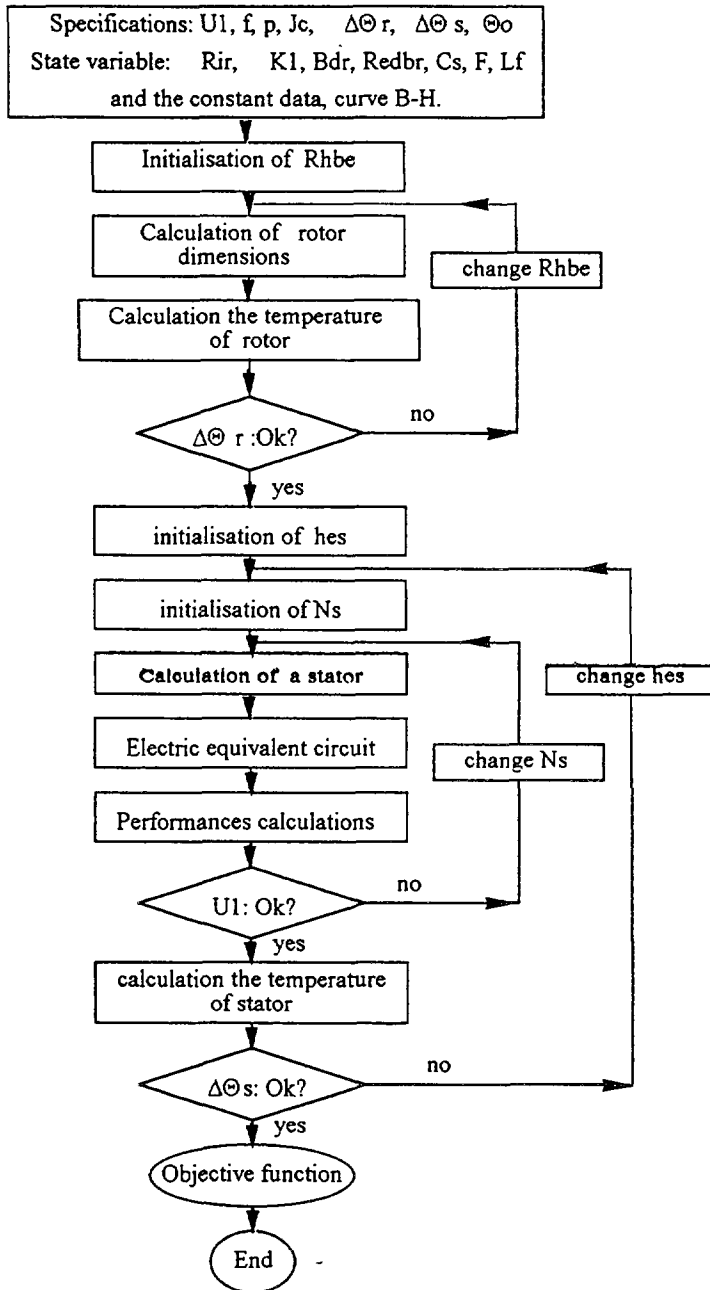 Specifications: U1, f, p, Jc, ΔΘ r, ΔΘ s, Θo
State variable: Rir, K1, Bdr, Redbr, Cs, F, Lf
and the constant data, curve B-H.
Initialisation of Rhbe
Calculation of rotor
dimensions
change Rhbe
Calculation the temperature
of rotor
no
ΔΘ r :Ok?
yes
initialisation of hes
initialisation of Ns
Calculation of a stator
change hes
Electric equivalent circuit
change Ns
Performances calculations
no
U1: Ok?
yes
calculation the temperature
of stator
no
ΔΘs: Ok?
yes
Objective function
End